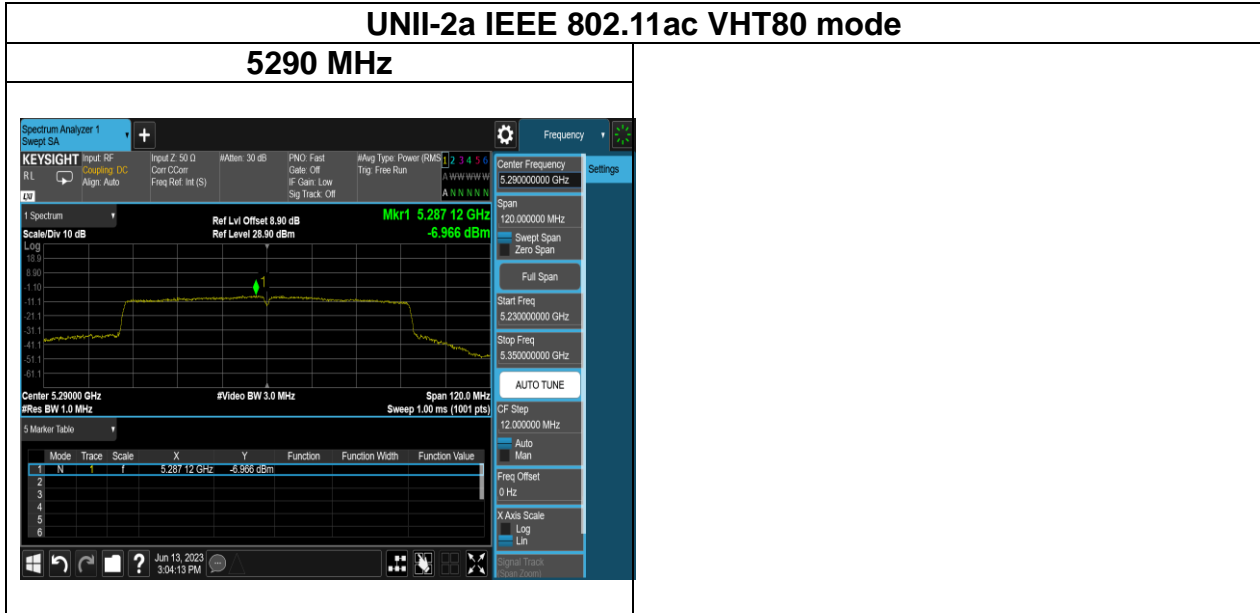 UNII-2a IEEE 802.11ac VHT80 mode
5290 MHz
Spectrum Analyzer 1
Swept SA
Frequency
KEYSIGHT
RL
LXI
Input: RF
Coupling: DC
Align: Auto
Input Z: 50 Ω
Corr CCorr
Freq Ref: Int (S)
#Atten: 30 dB
PNO: Fast
Gate: Off
IF Gain: Low
Sig Track: Off
#Avg Type: Power (RMS
Trig: Free Run
1 2 3 4 5 6
A W W W W W
A N N N N N
1 Spectrum
Scale/Div 10 dB
Ref Lvl Offset 8.90 dB
Ref Level 28.90 dBm
Mkr1 5.287 12 GHz
-6.966 dBm
Log
18.9
8.90
-1.10
-11.1
-21.1
-31.1
-41.1
-51.1
-61.1
1
Center 5.29000 GHz
#Res BW 1.0 MHz
#Video BW 3.0 MHz
Span 120.0 MHz
Sweep 1.00 ms (1001 pts)
5 Marker Table
Mode Trace Scale X Y Function Function Width Function Value
1 N 1 f 5.287 12 GHz -6.966 dBm
2
3
4
5
6
Jun 13, 2023
3:04:13 PM
Center Frequency
5.290000000 GHz
Settings
Span
120.000000 MHz
Swept Span
Zero Span
Full Span
Start Freq
5.230000000 GHz
Stop Freq
5.350000000 GHz
AUTO TUNE
CF Step
12.000000 MHz
Auto
Man
Freq Offset
0 Hz
X Axis Scale
Log
Lin
Signal Track
(Span Zoom)